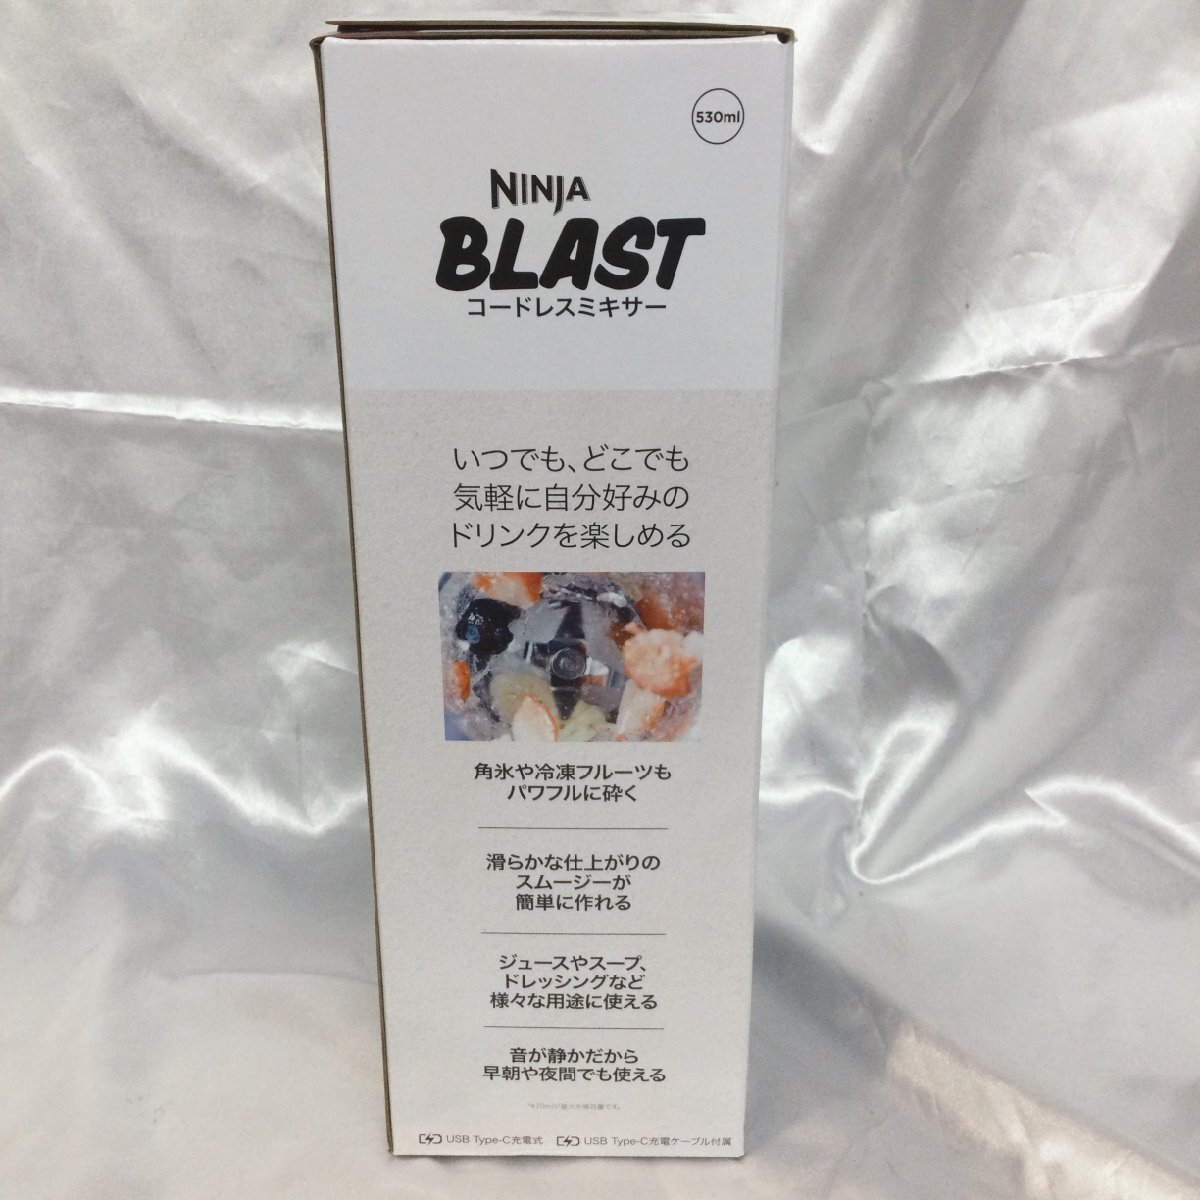 530ml
NINJA
BLAST
コードレスミキサー
いつでも、どこでも
気軽に自分好みの
ドリンクを楽しめる
角氷や冷凍フルーツも
パワフルに砕く
滑らかな仕上がりの
スムージーが
簡単に作れる
ジュースやスープ、
ドレッシングなど
様々な用途に使える
音が静かだから
早朝や夜間でも使える
USB Type-C充電式 USB Type-C充電ケーブル付属